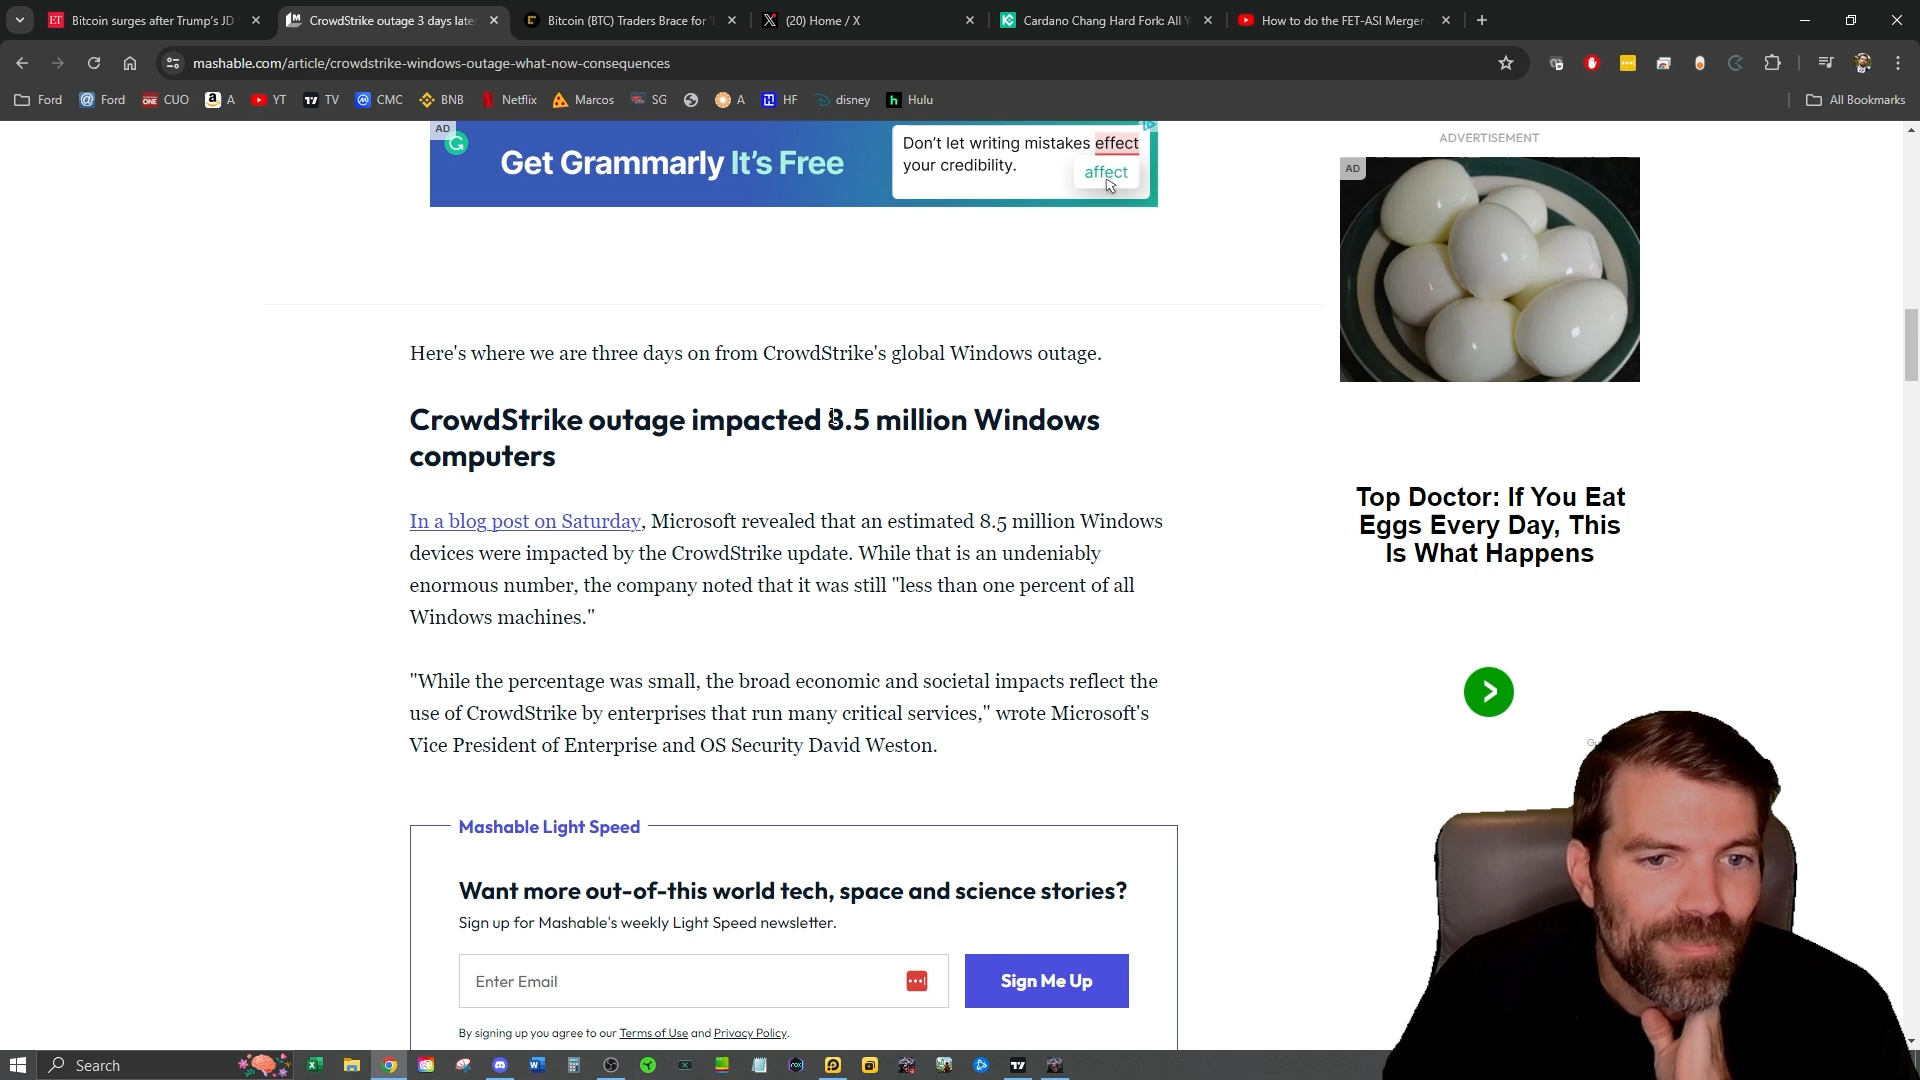 Bitcoin surges after Trump's JD
CrowdStrike outage 3 days later
Bitcoin (BTC) Traders Brace for
(20) Home / X
Cardano Chang Hard Fork: All Y
How to do the FET-ASI Merger
mashable.com/article/crowdstrike-windows-outage-what-now-consequences
Ford
Ford
CUO
A
YT
TV
CMC
BNB
Netflix
Marcos
SG
A
HF
disney
Hulu
All Bookmarks
AD
Get Grammarly It's Free
Don't let writing mistakes effect
your credibility.
affect
ADVERTISEMENT
AD
Here's where we are three days on from CrowdStrike's global Windows outage.
CrowdStrike outage impacted 8.5 million Windows
computers
In a blog post on Saturday, Microsoft revealed that an estimated 8.5 million Windows
devices were impacted by the CrowdStrike update. While that is an undeniably
enormous number, the company noted that it was still "less than one percent of all
Windows machines."
"While the percentage was small, the broad economic and societal impacts reflect the
use of CrowdStrike by enterprises that run many critical services," wrote Microsoft's
Vice President of Enterprise and OS Security David Weston.
Top Doctor: If You Eat
Eggs Every Day, This
Is What Happens
Mashable Light Speed
Want more out-of-this world tech, space and science stories?
Sign up for Mashable's weekly Light Speed newsletter.
Enter Email
Sign Me Up
By signing up you agree to our Terms of Use and Privacy Policy.
Search